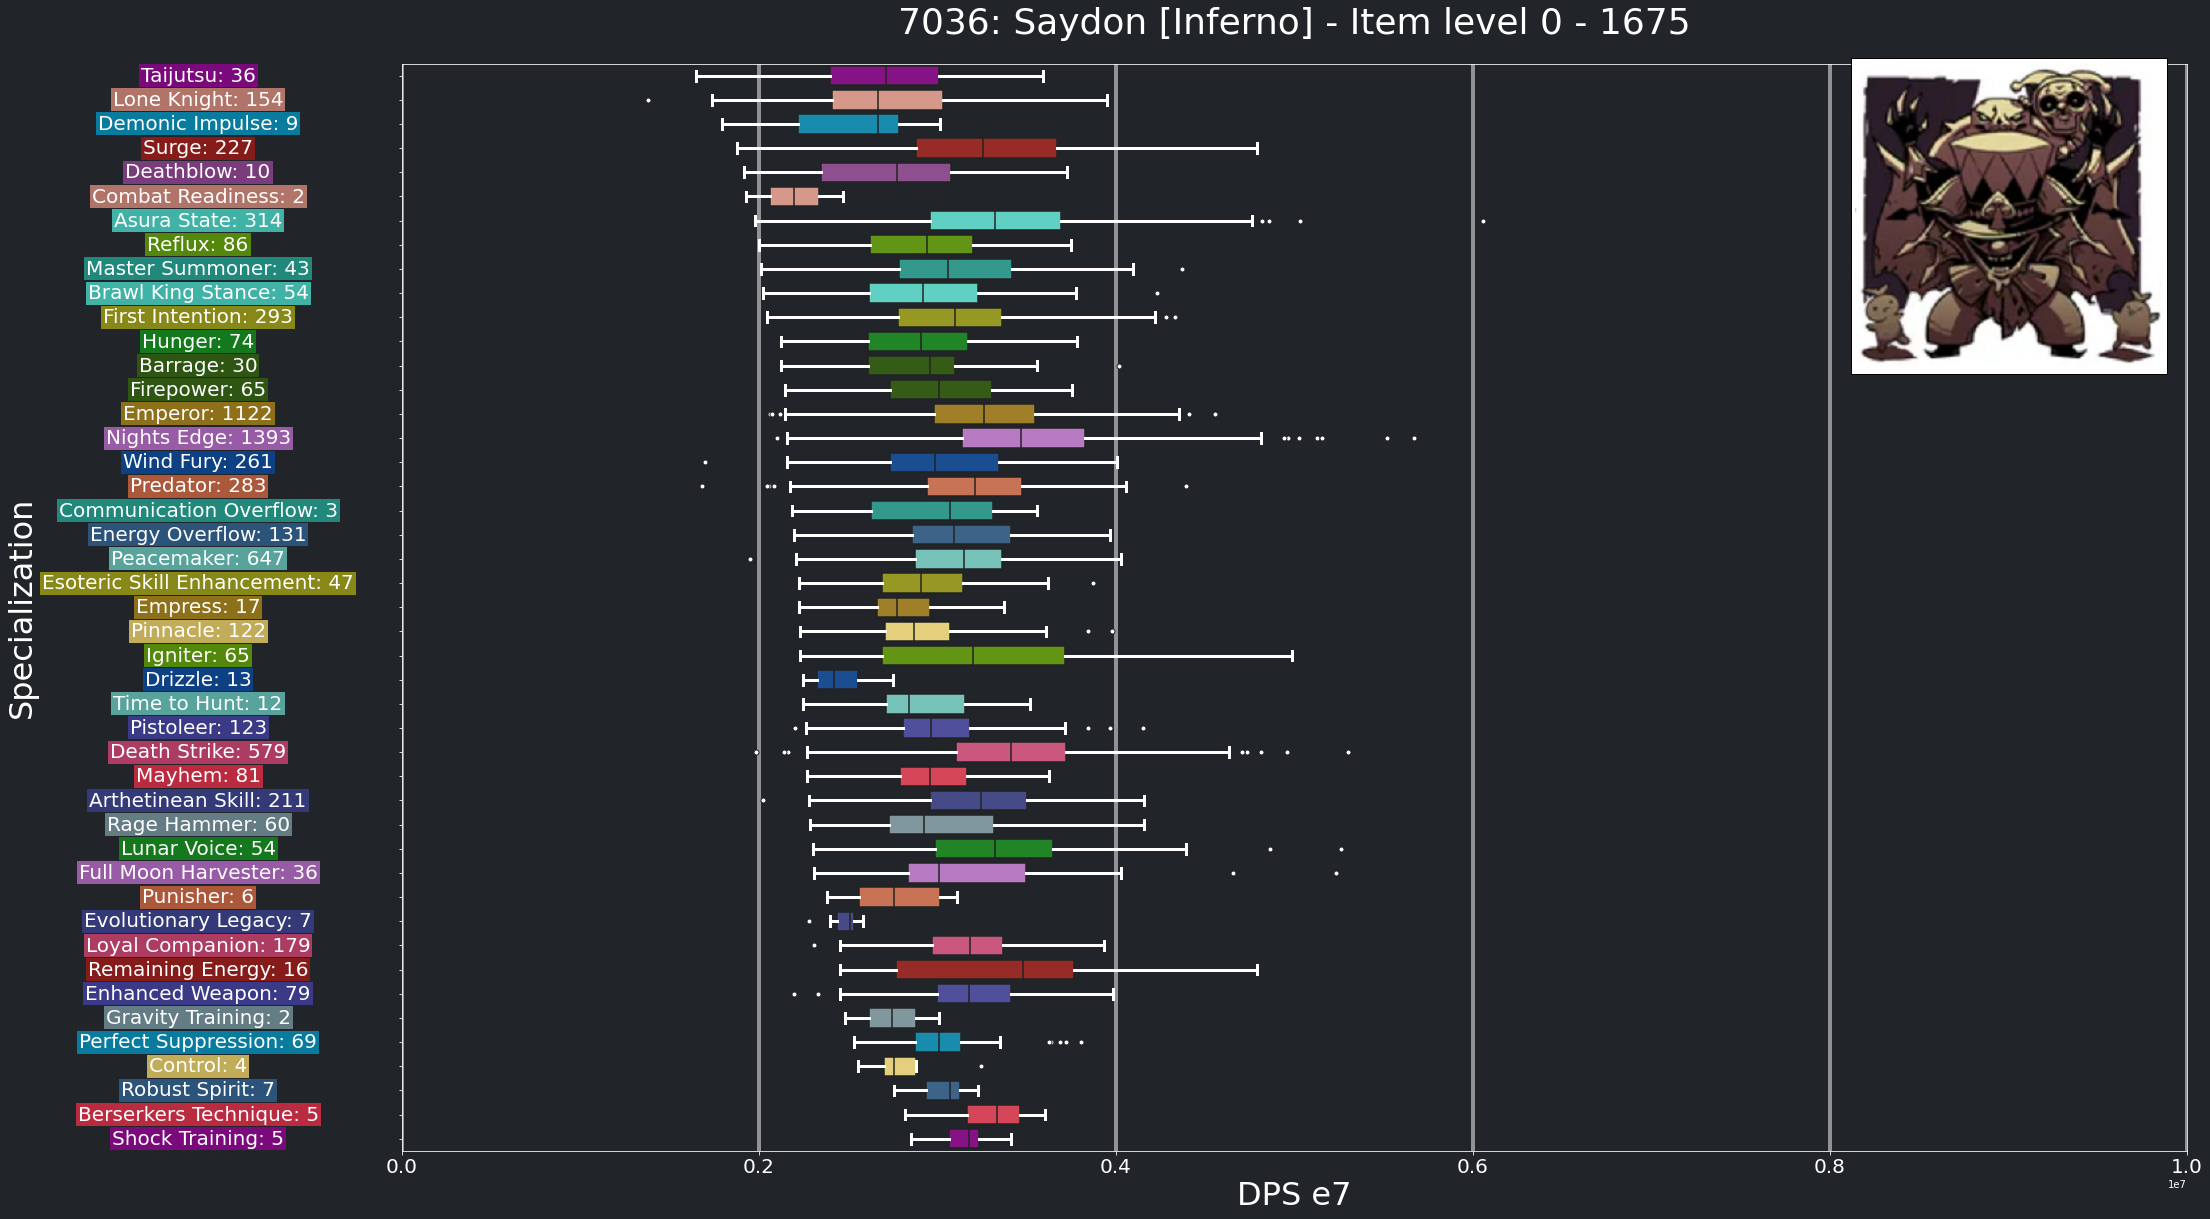 7036: Saydon [Inferno] - Item level 0 - 1675
Taijutsu: 36
Lone Knight: 154
Demonic Impulse: 9
Surge: 227
Deathblow: 10
Combat Readiness: 2
Asura State: 314
Reflux: 86
Master Summoner: 43
Brawl King Stance: 54
First Intention: 293
Hunger: 74
Barrage: 30
Firepower: 65
Emperor: 1122
Nights Edge: 1393
Wind Fury: 261
Predator: 283
Communication Overflow: 3
Energy Overflow: 131
Peacemaker: 647
Esoteric Skill Enhancement: 47
Empress: 17
Pinnacle: 122
Igniter: 65
Drizzle: 13
Time to Hunt: 12
Pistoleer: 123
Death Strike: 579
Mayhem: 81
Arthetinean Skill: 211
Rage Hammer: 60
Lunar Voice: 54
Full Moon Harvester: 36
Punisher: 6
Evolutionary Legacy: 7
Loyal Companion: 179
Remaining Energy: 16
Enhanced Weapon: 79
Gravity Training: 2
Perfect Suppression: 69
Control: 4
Robust Spirit: 7
Berserkers Technique: 5
Shock Training: 5
Specialization
0.0 0.2 0.4 0.6 0.8 1.0
1e7
DPS e7